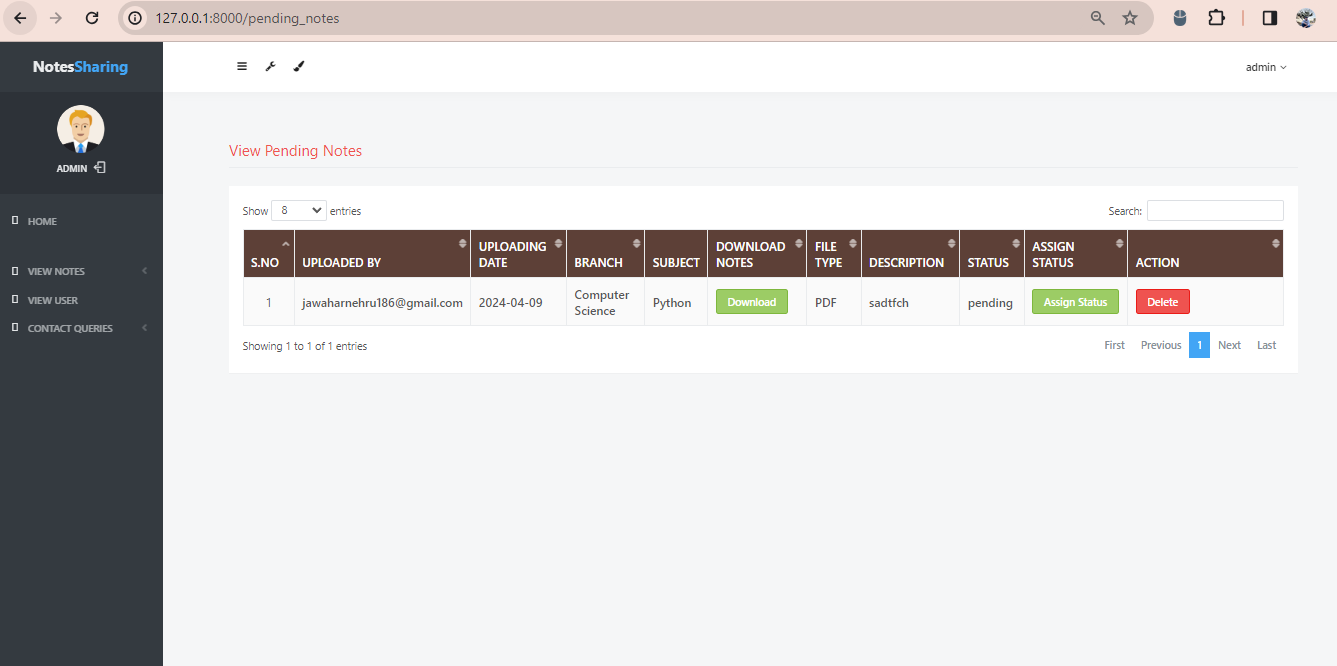 127.0.0.1:8000/pending_notes
NotesSharing
admin
ADMIN
HOME
VIEW NOTES
VIEW USER
CONTACT QUERIES
View Pending Notes
Show 8 entries
Search:
S.NO UPLOADED BY UPLOADING DATE BRANCH SUBJECT DOWNLOAD NOTES FILE TYPE DESCRIPTION STATUS ASSIGN STATUS ACTION
1 jawaharnehru186@gmail.com 2024-04-09 Computer Science Python Download PDF sadtfch pending Assign Status Delete
Showing 1 to 1 of 1 entries
First Previous 1 Next Last